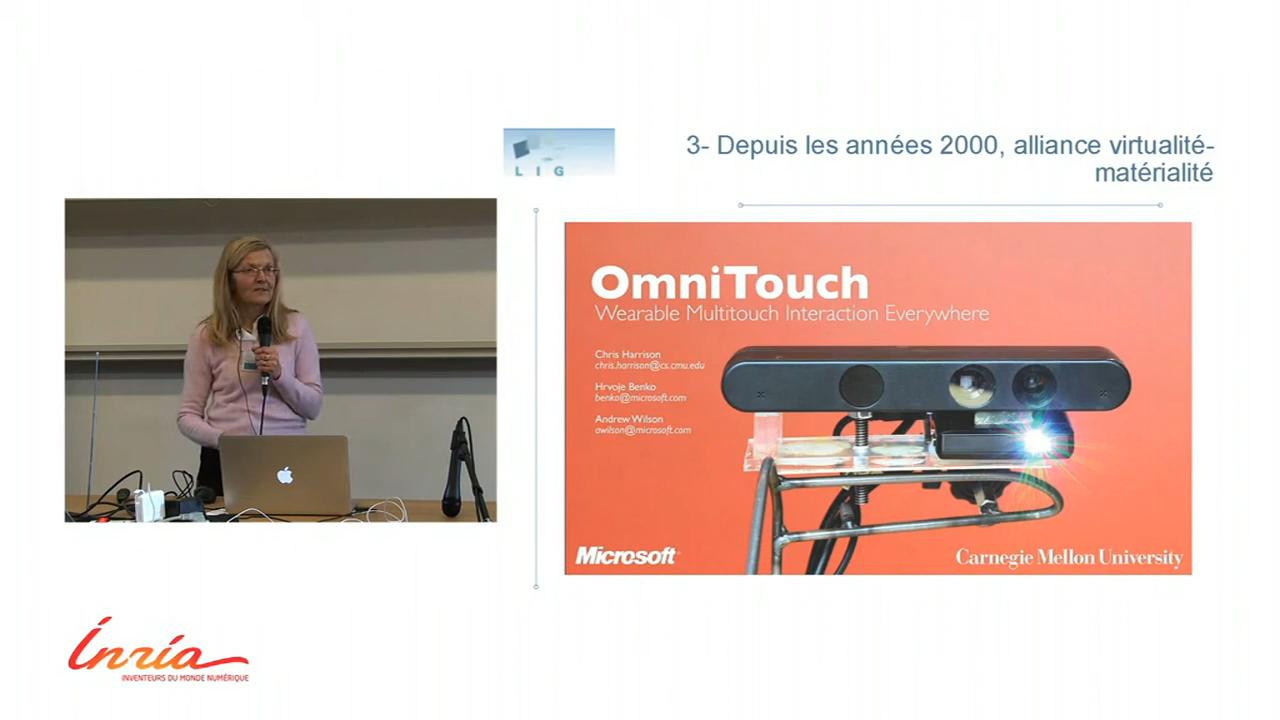 LIG
3- Depuis les années 2000, alliance virtualité-
matérialité
OmniTouch
Wearable Multitouch Interaction Everywhere
Chris Harrison
chris.harrison@cs.cmu.edu
Hrvoje Benko
benko@microsoft.com
Andrew Wilson
awilson@microsoft.com
Microsoft
Carnegie Mellon University
Inria
INVENTEURS DU MONDE NUMÉRIQUE